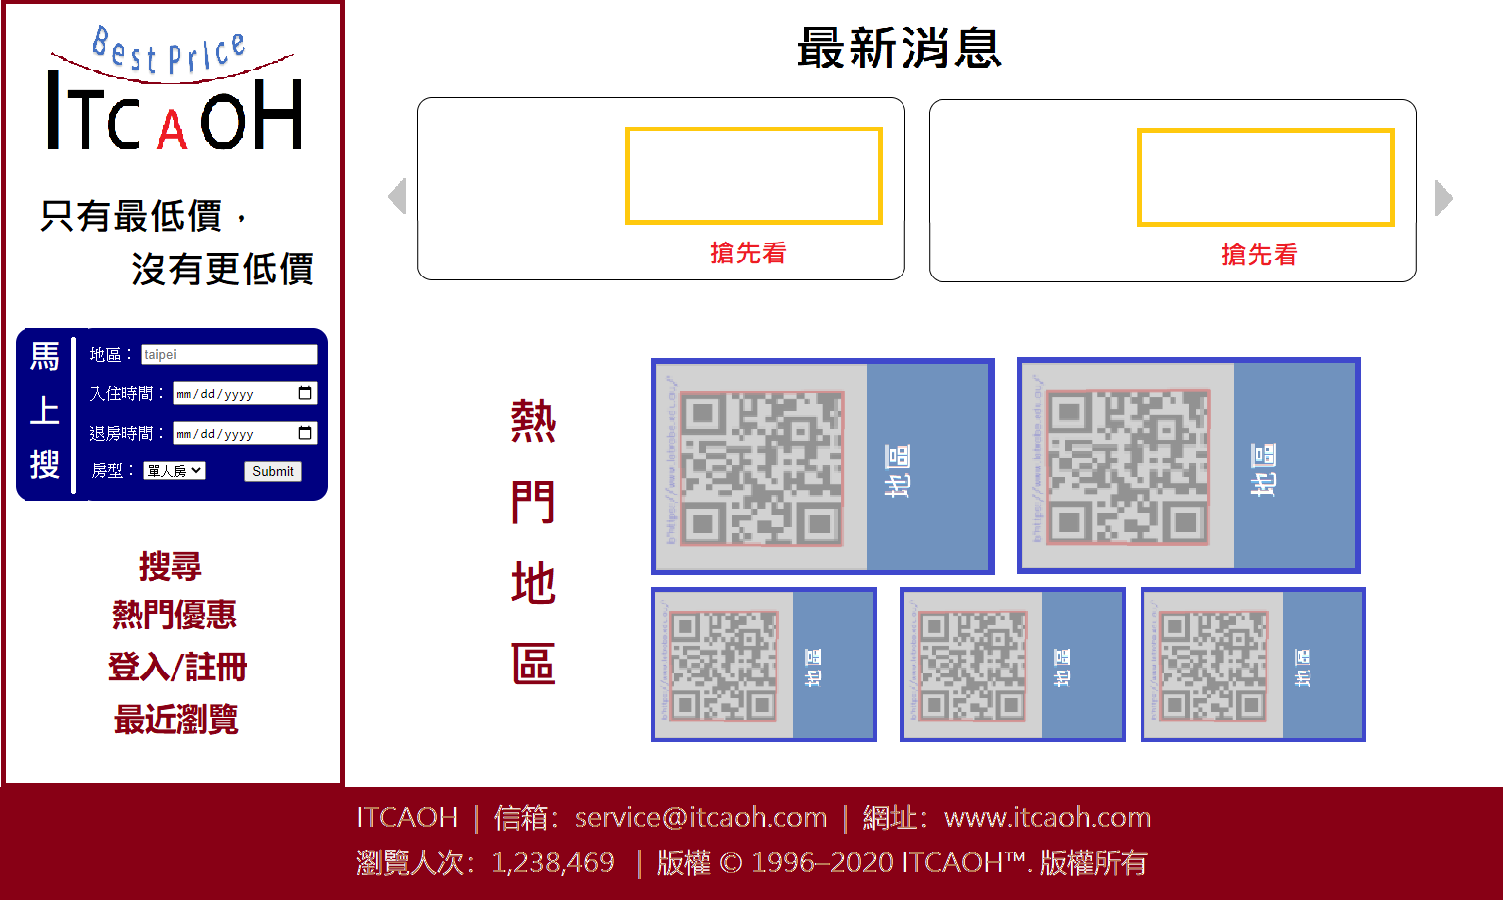 Best Price
ITCAOH
只有最低價，
沒有更低價
馬上搜
地區：
taipei
入住時間：
mm/dd/yyyy
退房時間：
mm/dd/yyyy
房型：
單人房
Submit
搜尋
熱門優惠
登入/註冊
最近瀏覽
最新消息
搶先看
搶先看
熱門地區
地區
地區
地區
地區
地區
ITCAOH | 信箱：service@itcaoh.com | 網址：www.itcaoh.com
瀏覽人次：1,238,469 | 版權 © 1996–2020 ITCAOH™. 版權所有